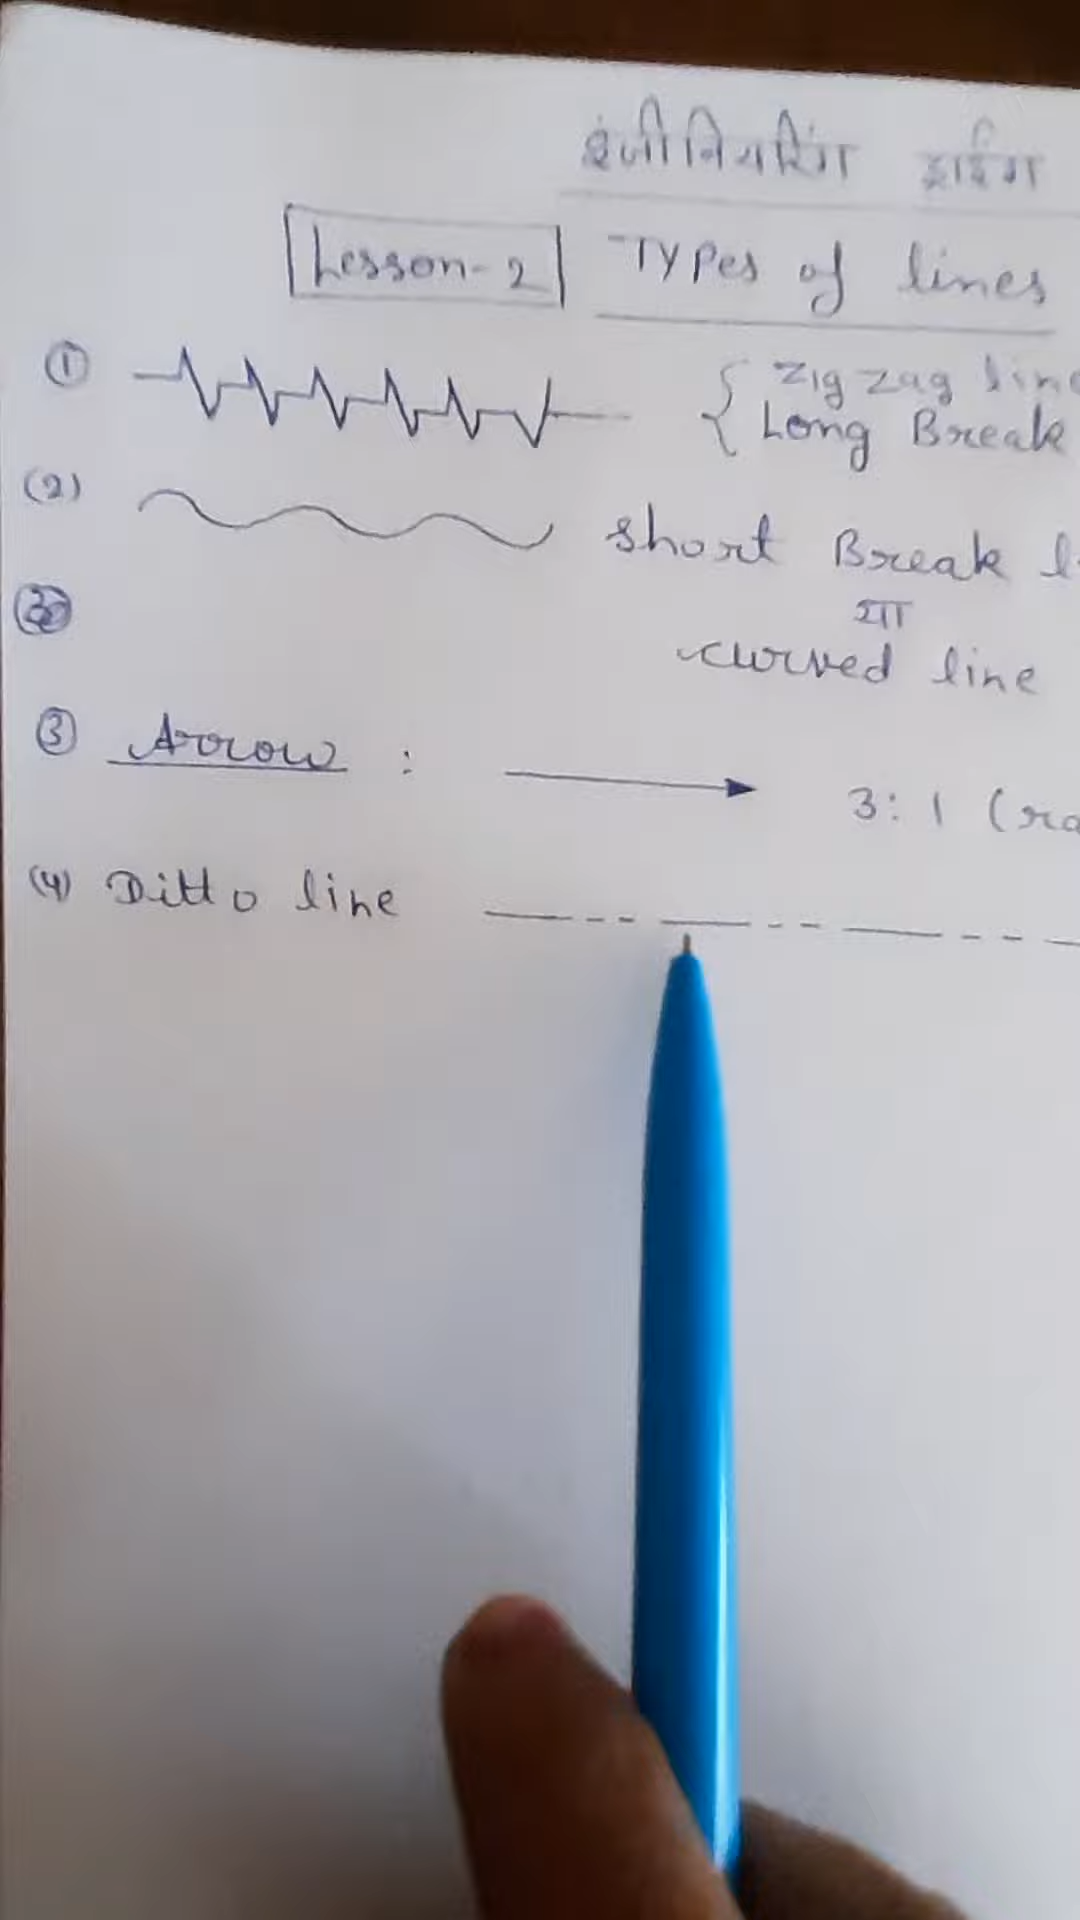 इंजीनियरिंग ड्राइंग
Lesson-2 Types of lines
① { Zig zag line
Long Break
(2) short Break l
या
curved line
③ Arrow : 3:1 (ra
(4) Ditto line